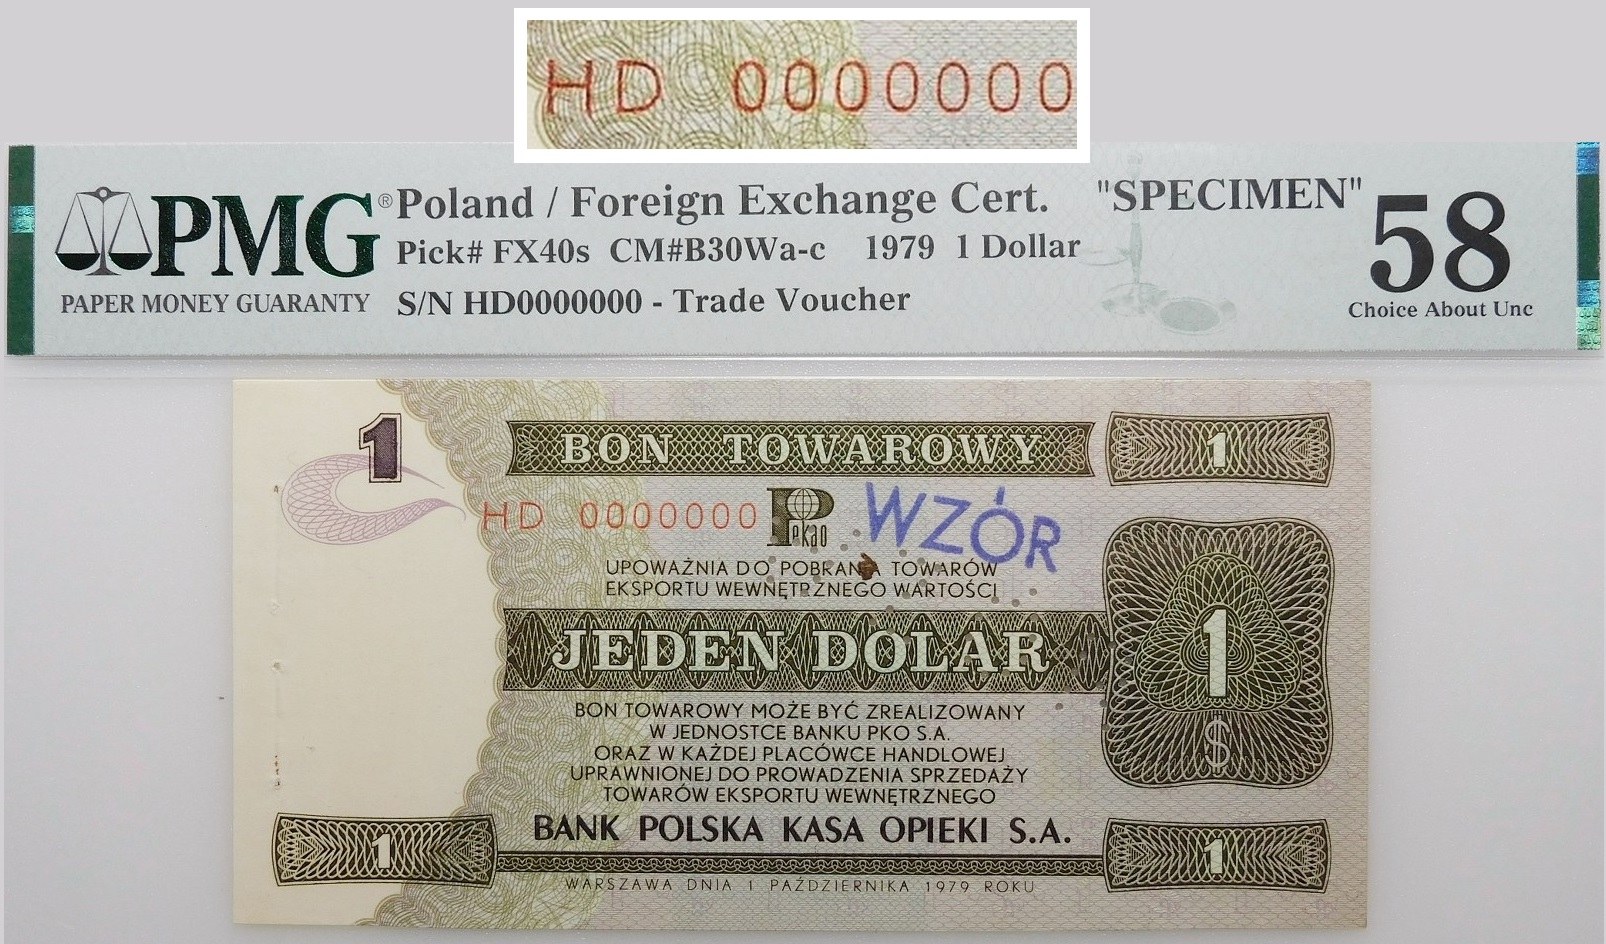 HD 0000000
PMG® Poland / Foreign Exchange Cert. "SPECIMEN" 58
Pick# FX40s CM#B30Wa-c 1979 1 Dollar
PAPER MONEY GUARANTY S/N HD0000000 - Trade Voucher Choice About Unc
1 BON TOWAROWY 1
HD 0000000 Pekao WZÓR
UPOWAŻNIA DO POBRANIA TOWARÓW
EKSPORTU WEWNĘTRZNEGO WARTOŚCI
JEDEN DOLAR 1
BON TOWAROWY MOŻE BYĆ ZREALIZOWANY
W JEDNOSTCE BANKU PKO S.A. $
ORAZ W KAŻDEJ PLACÓWCE HANDLOWEJ
UPRAWNIONEJ DO PROWADZENIA SPRZEDAŻY
TOWARÓW EKSPORTU WEWNĘTRZNEGO
1 BANK POLSKA KASA OPIEKI S.A. 1
WARSZAWA DNIA 1 PAŹDZIERNIKA 1979 ROKU